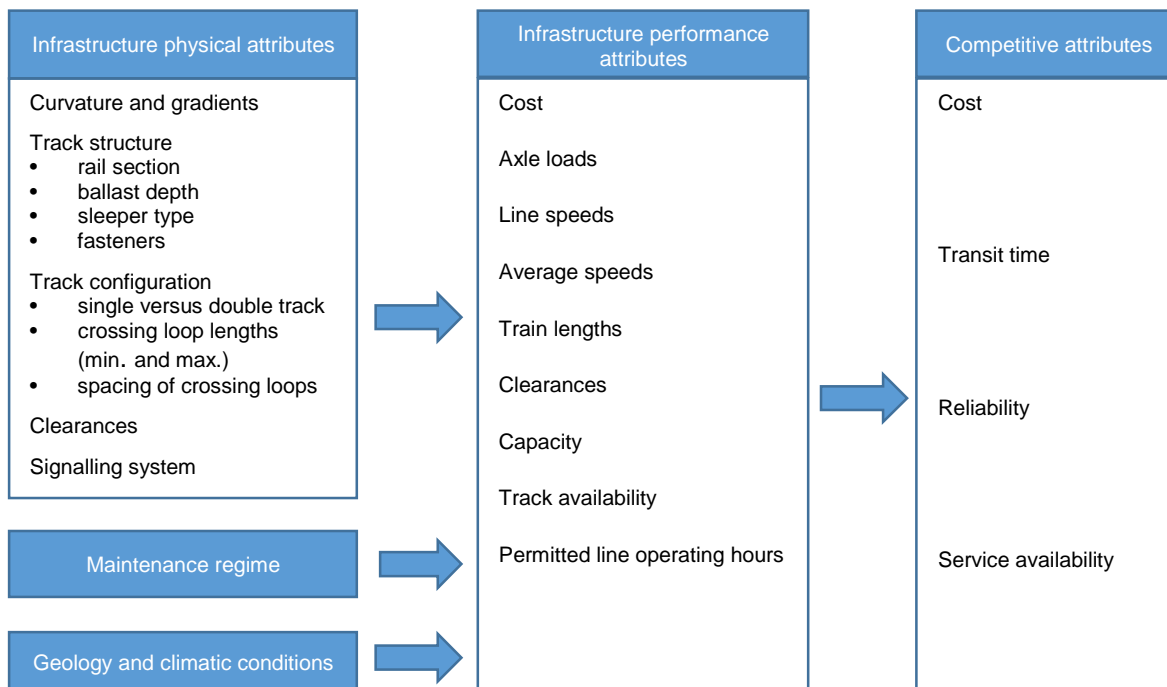 Infrastructure physical attributes
Curvature and gradients
Track structure
• rail section
• ballast depth
• sleeper type
• fasteners
Track configuration
• single versus double track
• crossing loop lengths
(min. and max.)
• spacing of crossing loops
Clearances
Signalling system
Maintenance regime
Geology and climatic conditions
Infrastructure performance
attributes
Cost
Axle loads
Line speeds
Average speeds
Train lengths
Clearances
Capacity
Track availability
Permitted line operating hours
Competitive attributes
Cost
Transit time
Reliability
Service availability